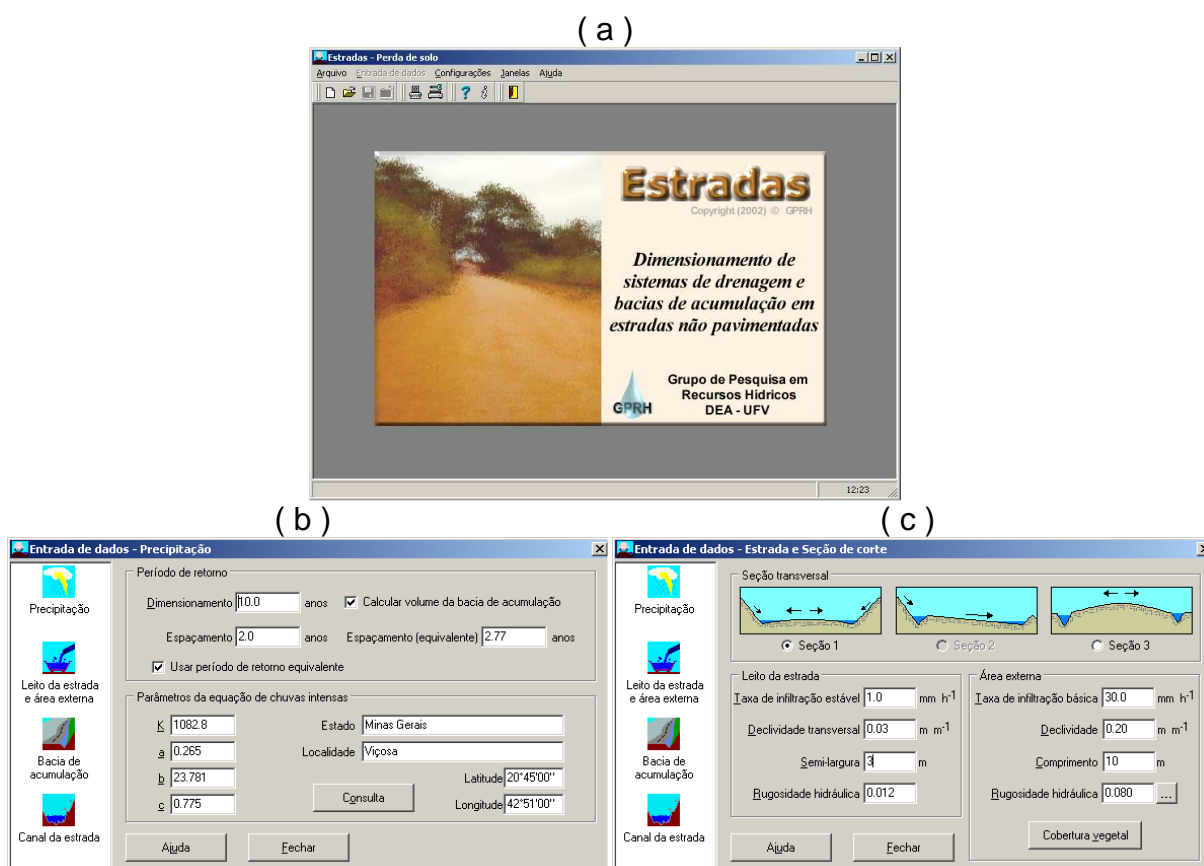 ( a )
Estradas - Perda de solo
Arquivo Entrada de dados Configurações Janelas Ajuda
Estradas
Copyright (2002) © GPRH
Dimensionamento de
sistemas de drenagem e
bacias de acumulação em
estradas não pavimentadas
Grupo de Pesquisa em
Recursos Hídricos
DEA - UFV
GPRH
12:23
( b )
Entrada de dados - Precipitação
Precipitação
Leito da estrada
e área externa
Bacia de
acumulação
Canal da estrada
Período de retorno
Dimensionamento 10.0 anos Calcular volume da bacia de acumulação
Espaçamento 2.0 anos Espaçamento (equivalente) 2.77 anos
Usar período de retorno equivalente
Parâmetros da equação de chuvas intensas
K 1082.8 Estado Minas Gerais
a 0.265 Localidade Viçosa
b 23.781 Latitude 20°45'00''
c 0.775 Consulta Longitude 42°51'00''
Ajuda Fechar
( c )
Entrada de dados - Estrada e Seção de corte
Precipitação
Leito da estrada
e área externa
Bacia de
acumulação
Canal da estrada
Seção transversal
Seção 1 Seção 2 Seção 3
Leito da estrada
Taxa de infiltração estável 1.0 mm h-1
Declividade transversal 0.03 m m-1
Semi-largura 3 m
Rugosidade hidráulica 0.012
Área externa
Taxa de infiltração básica 30.0 mm h-1
Declividade 0.20 m m-1
Comprimento 10 m
Rugosidade hidráulica 0.080 ...
Cobertura vegetal
Ajuda Fechar